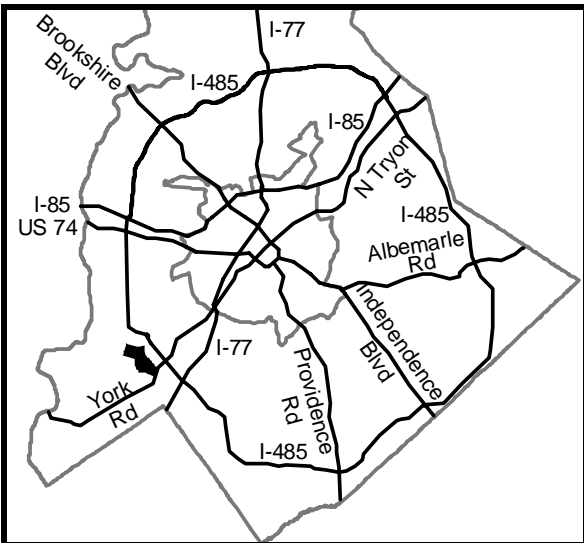 I-77
Brookshire
Blvd
I-485
I-85
N Tryon
St
I-85
US 74
I-485
Albemarle
Rd
Independence
Blvd
I-77
Providence
Rd
York
Rd
I-485